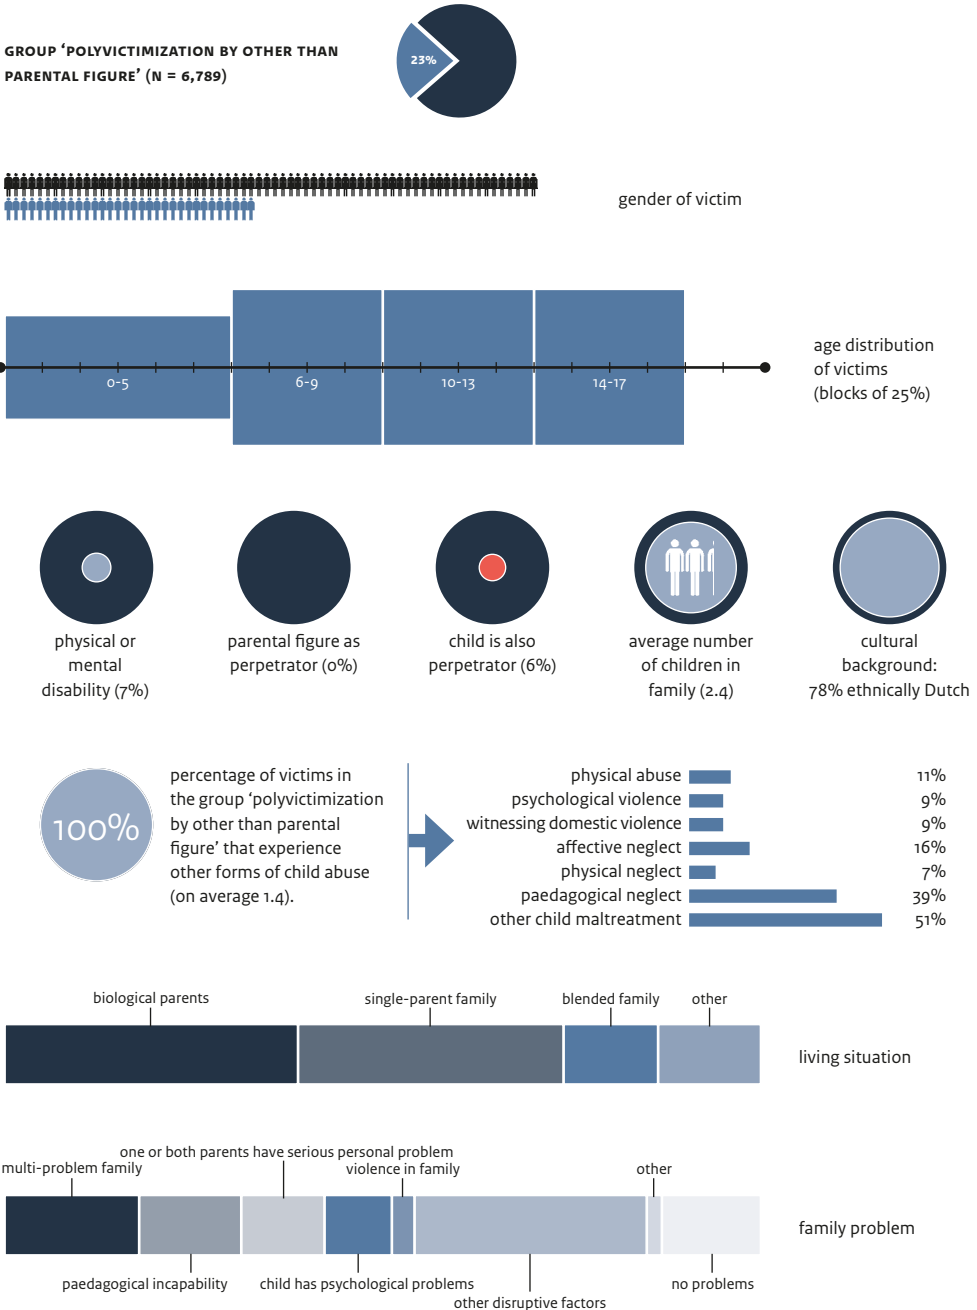 GROUP ‘POLYVICTIMIZATION BY OTHER THAN
PARENTAL FIGURE’ (N = 6,789)
23%
gender of victim
0-5
6-9
10-13
14-17
age distribution
of victims
(blocks of 25%)
physical or
mental
disability (7%)
parental figure as
perpetrator (0%)
child is also
perpetrator (6%)
average number
of children in
family (2.4)
cultural
background:
78% ethnically Dutch
100%
percentage of victims in
the group ‘polyvictimization
by other than parental
figure’ that experience
other forms of child abuse
(on average 1.4).
physical abuse 11%
psychological violence 9%
witnessing domestic violence 9%
affective neglect 16%
physical neglect 7%
paedagogical neglect 39%
other child maltreatment 51%
biological parents
single-parent family
blended family
other
living situation
one or both parents have serious personal problem
multi-problem family
violence in family
other
family problem
paedagogical incapability
child has psychological problems
no problems
other disruptive factors